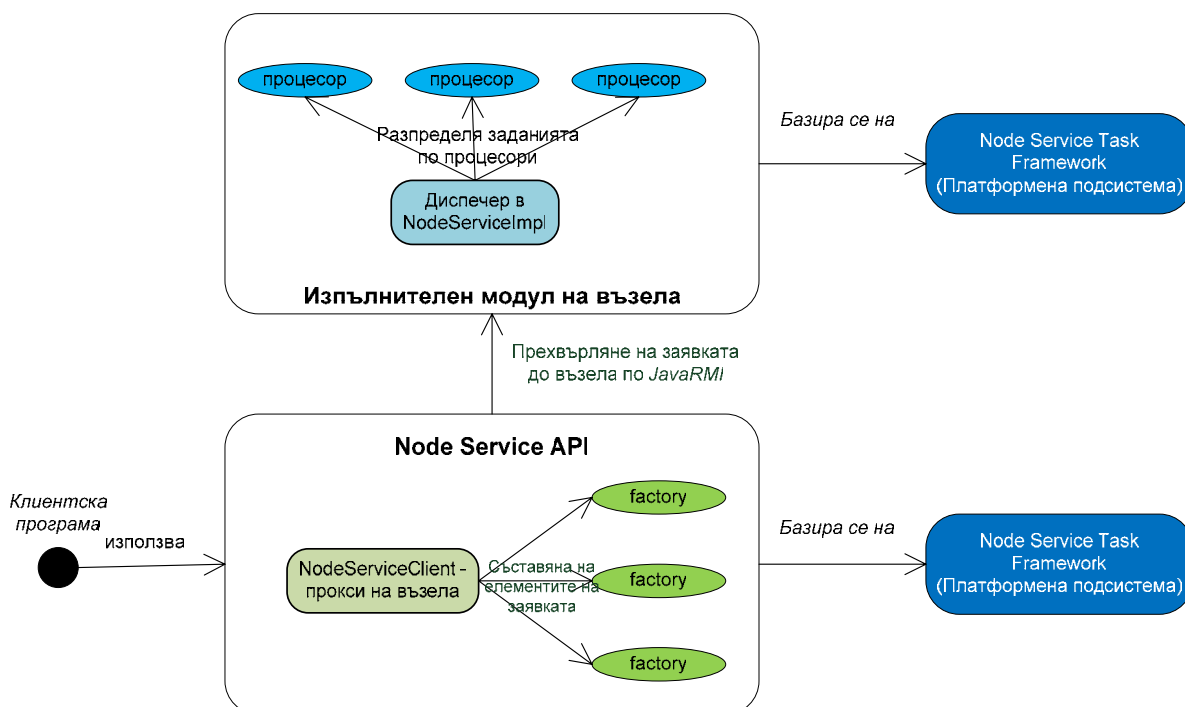 процесор
процесор
процесор
Разпределя заданията
по процесори
Диспечер в
NodeServiceImpl
Изпълнителен модул на възела
Базира се на
Node Service Task
Framework
(Платформена подсистема)
Прехвърляне на заявката
до възела по JavaRMI
Node Service API
Клиентска
програма
използва
NodeServiceClient -
прокси на възела
Съставяна на
елементите на
заявката
factory
factory
factory
Базира се на
Node Service Task
Framework
(Платформена подсистема)